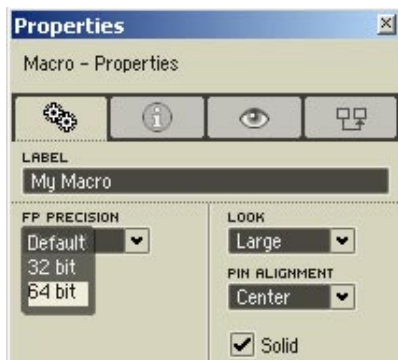 Properties
Macro - Properties
LABEL
My Macro
FP PRECISION
Default
32 bit
64 bit
LOOK
Large
PIN ALIGNMENT
Center
Solid